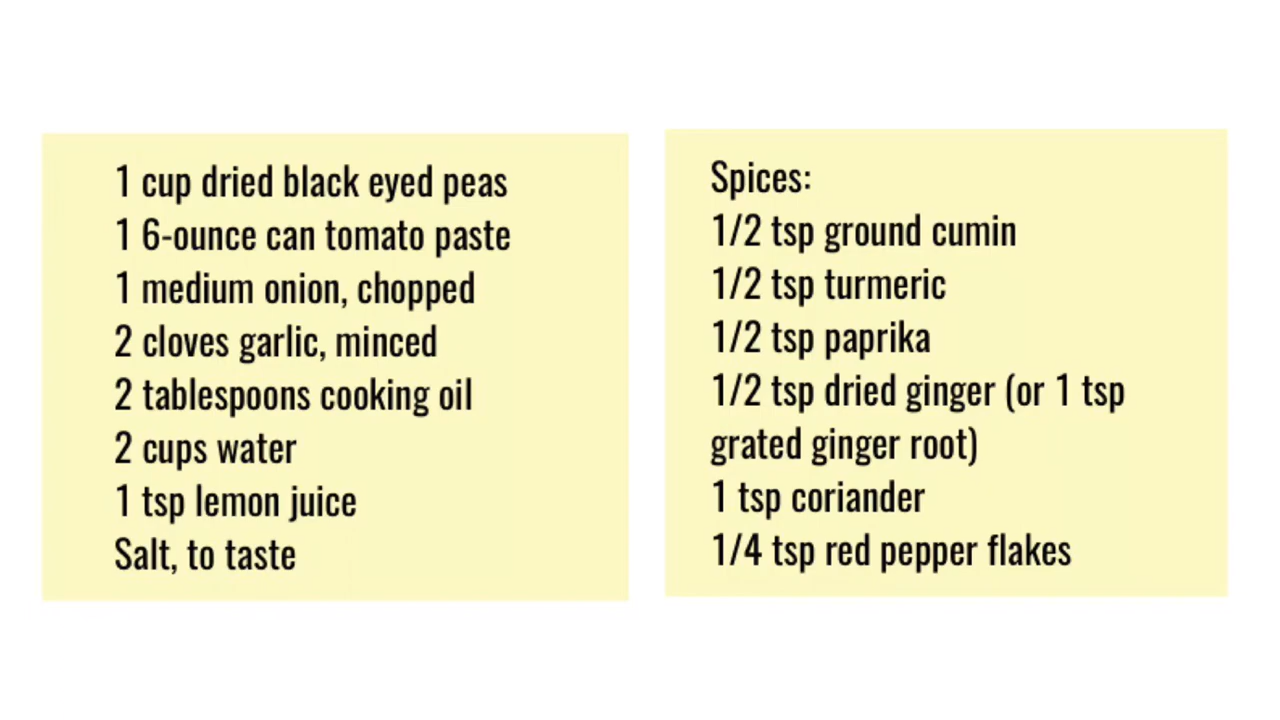 1 cup dried black eyed peas
1 6-ounce can tomato paste
1 medium onion, chopped
2 cloves garlic, minced
2 tablespoons cooking oil
2 cups water
1 tsp lemon juice
Salt, to taste
Spices:
1/2 tsp ground cumin
1/2 tsp turmeric
1/2 tsp paprika
1/2 tsp dried ginger (or 1 tsp
grated ginger root)
1 tsp coriander
1/4 tsp red pepper flakes